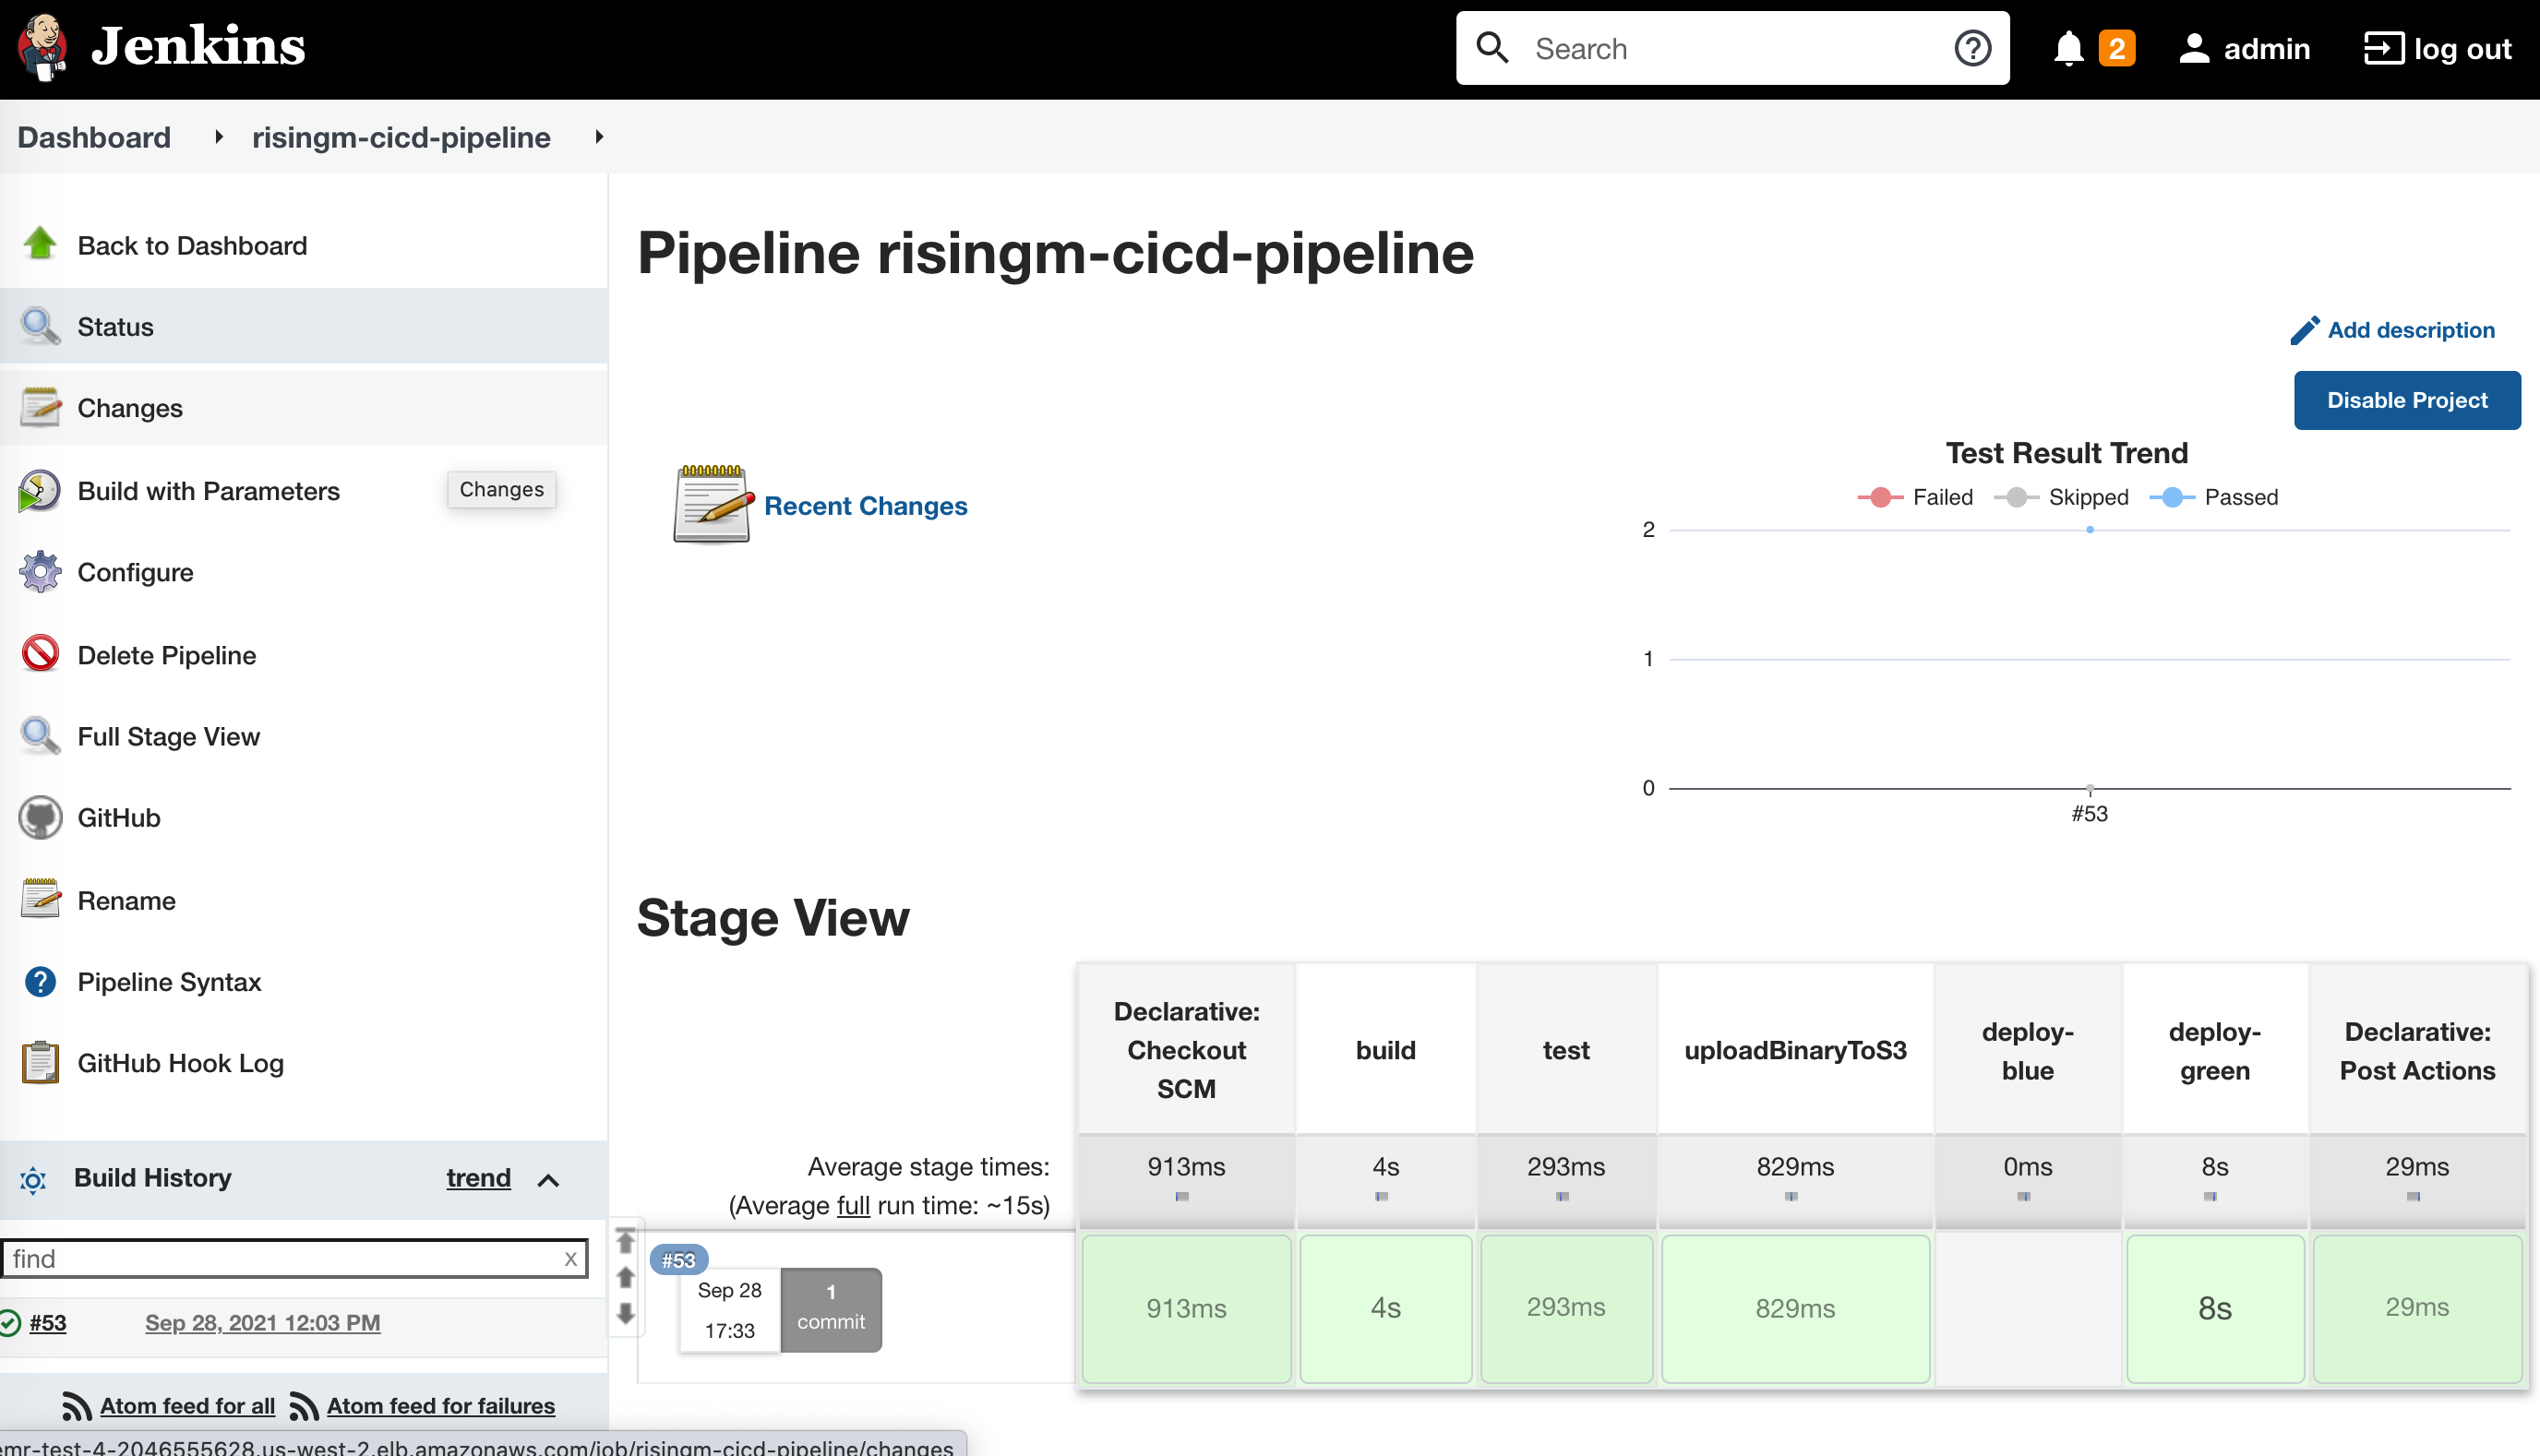 Jenkins
Search
2
admin
log out
Dashboard
risingm-cicd-pipeline
Back to Dashboard
Status
Changes
Build with Parameters
Changes
Configure
Delete Pipeline
Full Stage View
GitHub
Rename
Pipeline Syntax
GitHub Hook Log
Build History
trend
find
x
#53
Sep 28, 2021 12:03 PM
Atom feed for all
Atom feed for failures
emr-test-4-2046555628.us-west-2.elb.amazonaws.com/job/risingm-cicd-pipeline/changes
Pipeline risingm-cicd-pipeline
Add description
Disable Project
Recent Changes
Test Result Trend
Failed
Skipped
Passed
2
1
0
#53
Stage View
Declarative:
Checkout
SCM
build
test
uploadBinaryToS3
deploy-
blue
deploy-
green
Declarative:
Post Actions
Average stage times:
(Average full run time: ~15s)
913ms
4s
293ms
829ms
0ms
8s
29ms
#53
Sep 28
17:33
1
commit
913ms
4s
293ms
829ms
8s
29ms